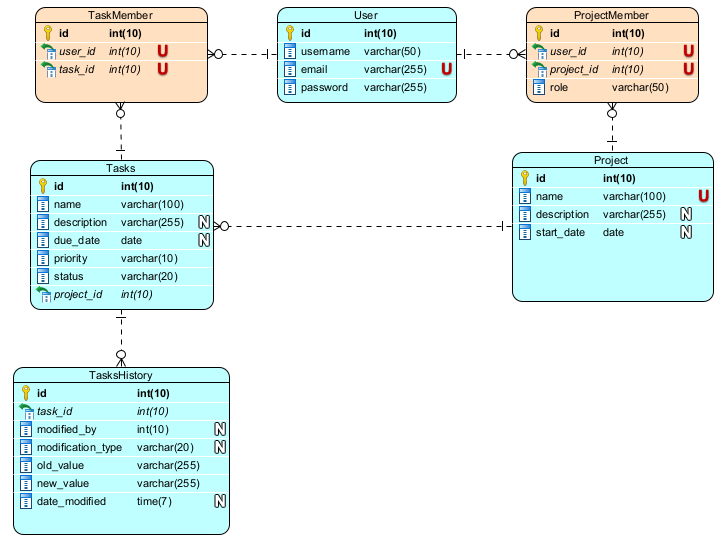 TaskMember
id int(10)
user_id int(10) U
task_id int(10) U
User
id int(10)
username varchar(50)
email varchar(255) U
password varchar(255)
ProjectMember
id int(10)
user_id int(10) U
project_id int(10) U
role varchar(50)
Tasks
id int(10)
name varchar(100)
description varchar(255) N
due_date date N
priority varchar(10)
status varchar(20)
project_id int(10)
Project
id int(10)
name varchar(100) U
description varchar(255) N
start_date date N
TasksHistory
id int(10)
task_id int(10)
modified_by int(10) N
modification_type varchar(20) N
old_value varchar(255)
new_value varchar(255)
date_modified time(7) N